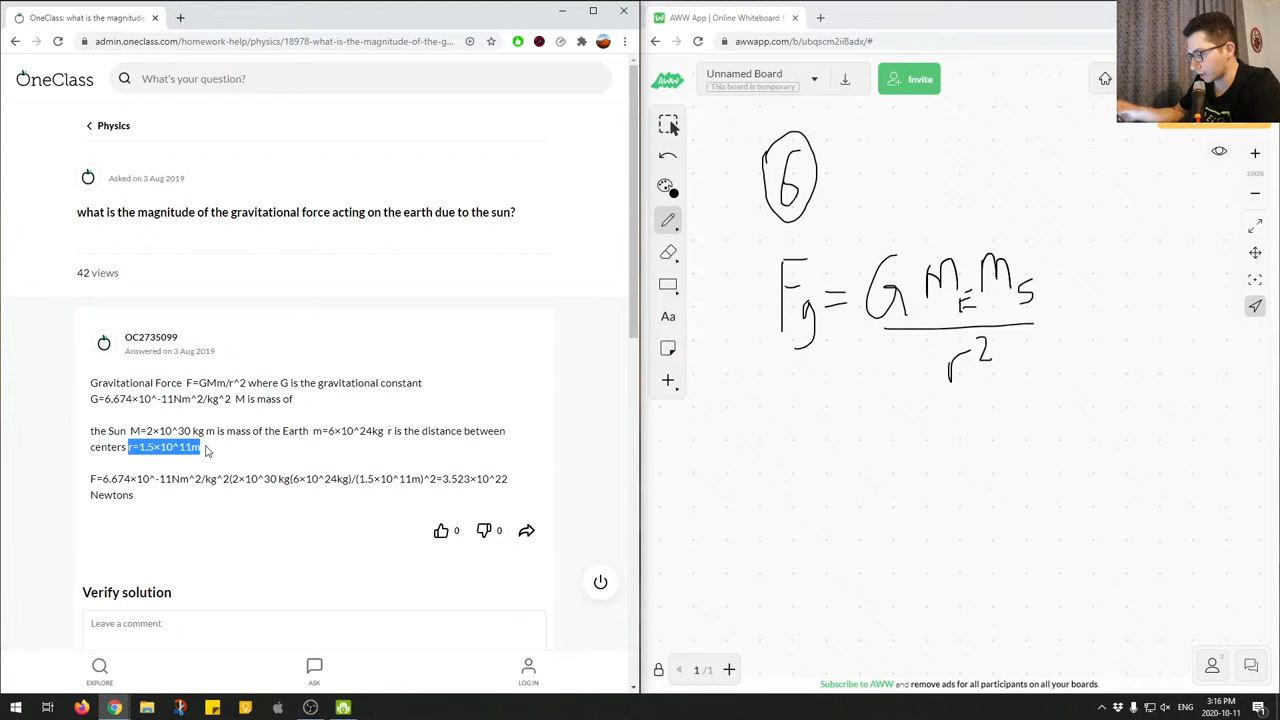 OneClass: what is the magnitude
admin.oneclass.com/homework-help/physics/18978-what-is-the-magnitude-of-the-g...
OneClass
What's your question?
Physics
Asked on 3 Aug 2019
what is the magnitude of the gravitational force acting on the earth due to the sun?
42 views
OC2735099
Answered on 3 Aug 2019
Gravitational Force F=GMm/r^2 where G is the gravitational constant
G=6.674×10^-11Nm^2/kg^2 M is mass of
the Sun M=2×10^30 kg m is mass of the Earth m=6×10^24kg r is the distance between
centers r=1.5×10^11m
F=6.674×10^-11Nm^2/kg^2(2×10^30 kg(6×10^24kg)/(1.5×10^11m)^2=3.523×10^22
Newtons
0
0
Verify solution
Leave a comment
EXPLORE
ASK
LOG IN
AWW App | Online Whiteboard f
awwapp.com/b/ubqscm2ii8adx/#
AWW
Unnamed Board
This board is temporary
Invite
100%
6
Fg = G M_E M_S
r^2
Aa
1 / 1
2
Subscribe to AWW and remove ads for all participants on all your boards.
ENG
3:16 PM
2020-10-11
1